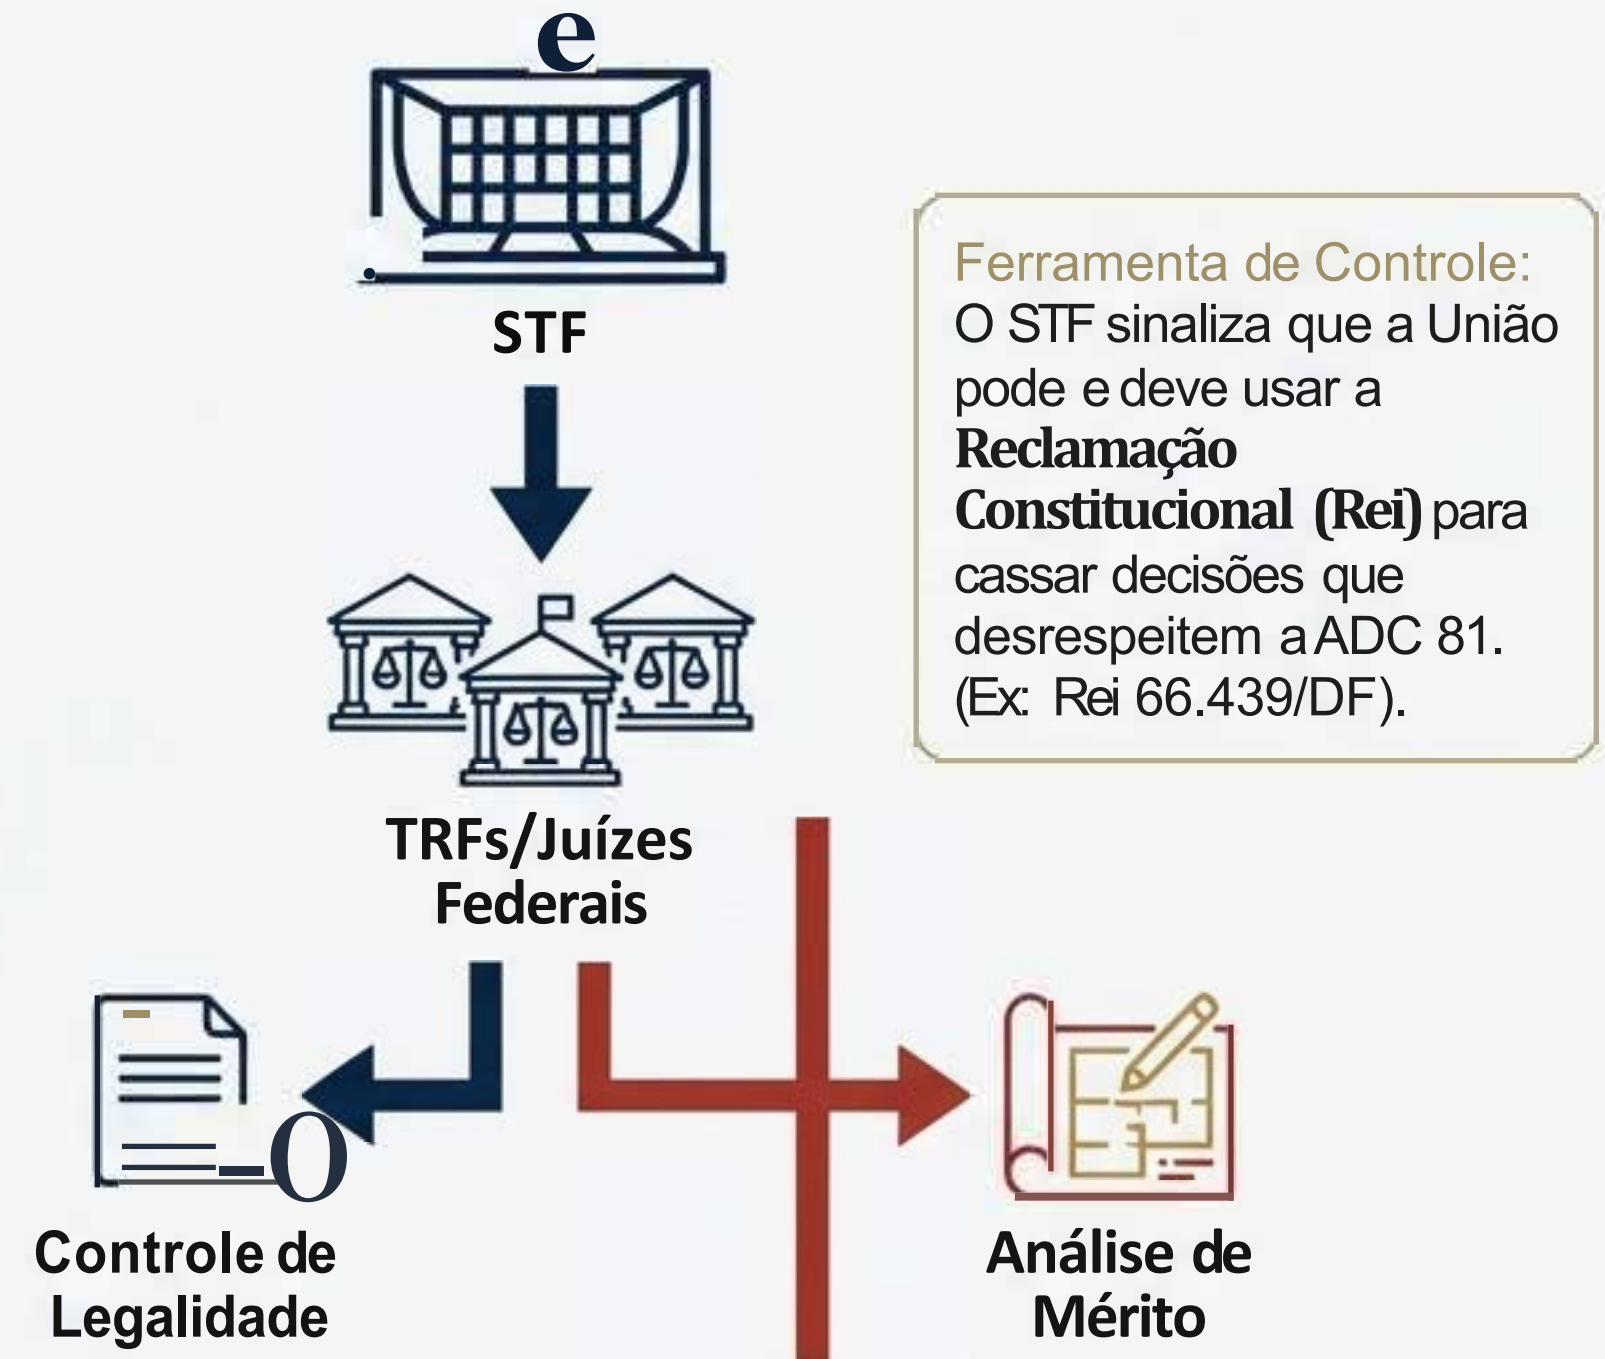 e
STF
Ferramenta de Controle:
O STF sinaliza que a União
pode e deve usar a
Reclamação
Constitucional (Rei) para
cassar decisões que
desrespeitem a ADC 81.
(Ex: Rei 66.439/DF).
TRFs/Juízes
Federais
-O
Controle de
Legalidade
Análise de
Mérito